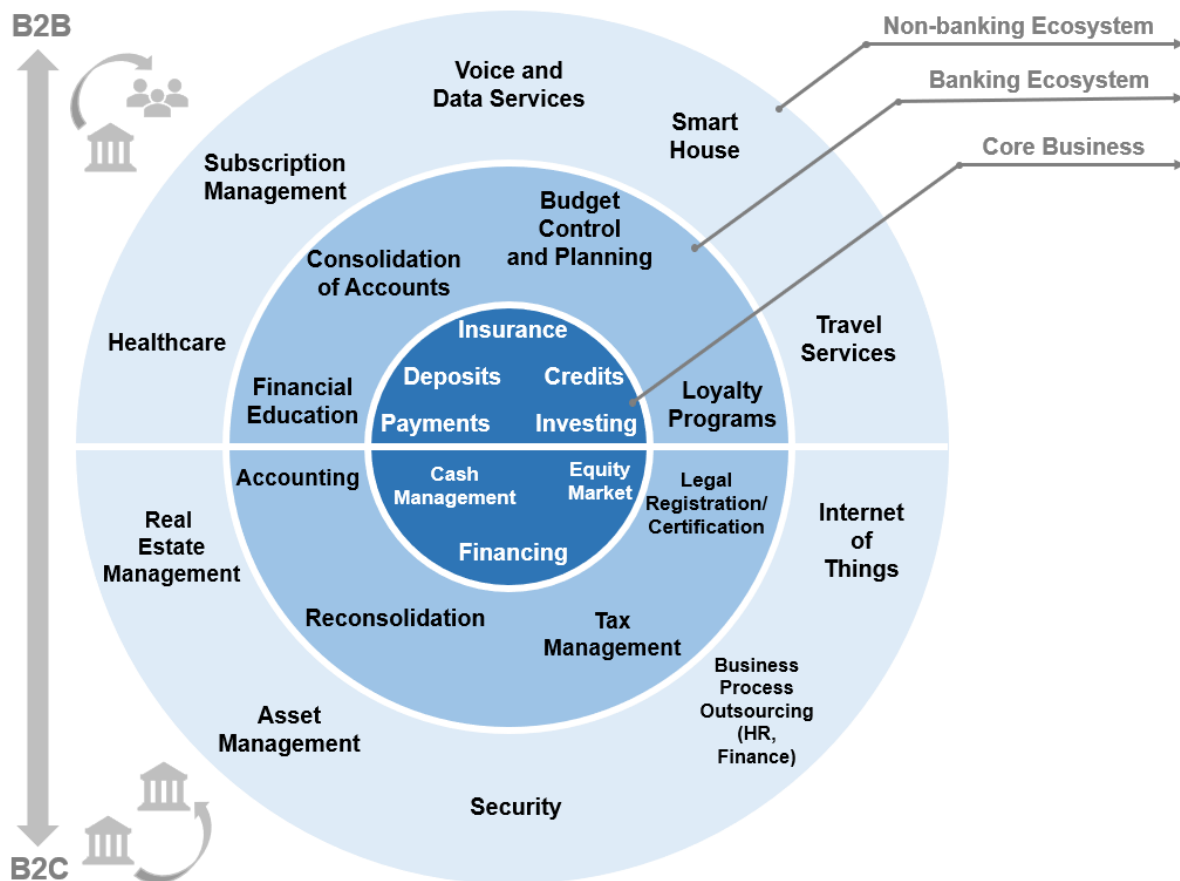 B2B
Non-banking Ecosystem
Banking Ecosystem
Core Business
Voice and
Data Services
Smart
House
Subscription
Management
Budget
Control
and Planning
Consolidation
of Accounts
Healthcare
Insurance
Travel
Services
Deposits
Credits
Financial
Education
Payments
Investing
Loyalty
Programs
Accounting
Cash
Management
Equity
Market
Legal
Registration/
Certification
Real
Estate
Management
Internet
of
Things
Financing
Reconsolidation
Tax
Management
Business
Process
Outsourcing
(HR,
Finance)
Asset
Management
Security
B2C